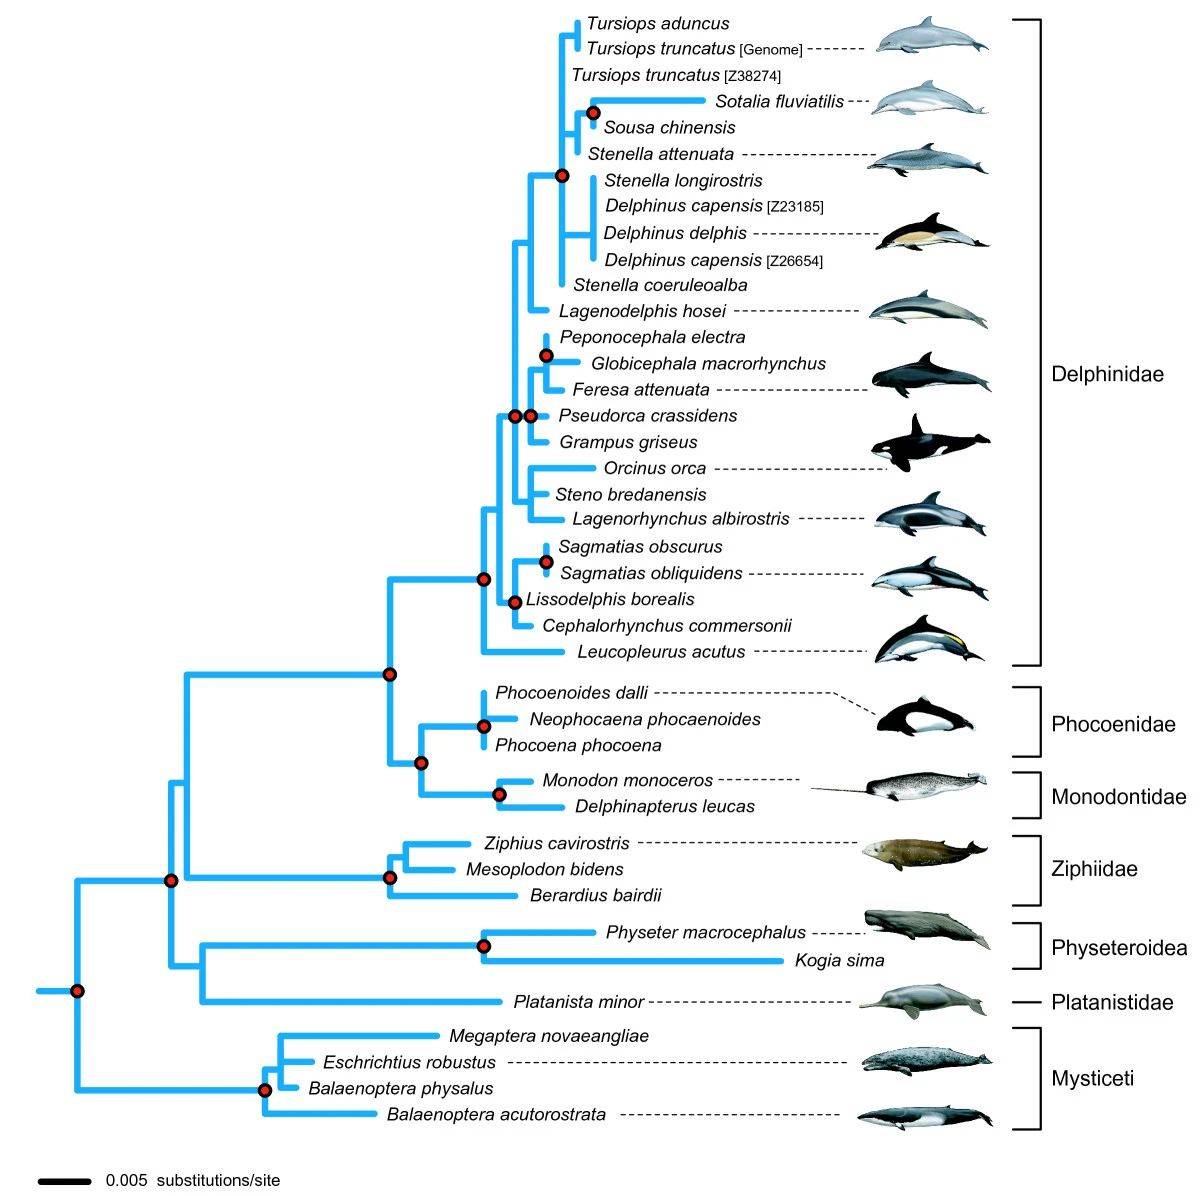 Tursiops aduncus
Tursiops truncatus [Genome]
Tursiops truncatus [Z38274]
Sotalia fluviatilis
Sousa chinensis
Stenella attenuata
Stenella longirostris
Delphinus capensis [Z23185]
Delphinus delphis
Delphinus capensis [Z26654]
Stenella coeruleoalba
Lagenodelphis hosei
Peponocephala electra
Globicephala macrorhynchus
Feresa attenuata
Pseudorca crassidens
Grampus griseus
Orcinus orca
Steno bredanensis
Lagenorhynchus albirostris
Sagmatias obscurus
Sagmatias obliquidens
Lissodelphis borealis
Cephalorhynchus commersonii
Leucopleurus acutus
Delphinidae
Phocoenoides dalli
Neophocaena phocaenoides
Phocoena phocoena
Phocoenidae
Monodon monoceros
Delphinapterus leucas
Monodontidae
Ziphius cavirostris
Mesoplodon bidens
Berardius bairdii
Ziphiidae
Physeter macrocephalus
Kogia sima
Physeteroidea
Platanista minor
Platanistidae
Megaptera novaeangliae
Eschrichtius robustus
Balaenoptera physalus
Balaenoptera acutorostrata
Mysticeti
0.005 substitutions/site